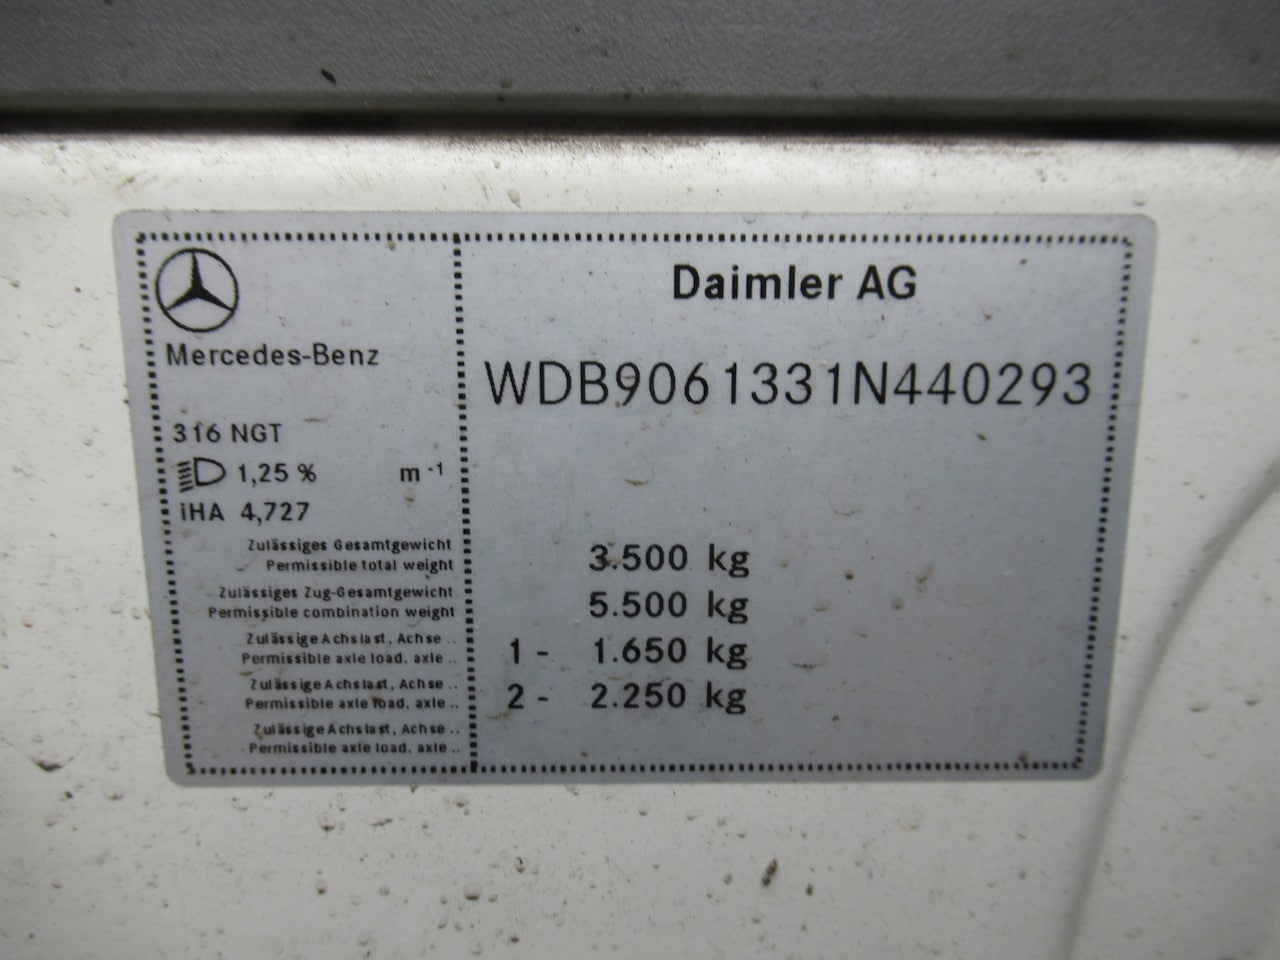 Daimler AG
Mercedes-Benz
WDB9061331N440293
316 NGT
1,25 % m⁻¹
iHA 4,727
Zulässiges Gesamtgewicht
Permissible total weight
3.500 kg
Zulässiges Zug-Gesamtgewicht
Permissible combination weight
5.500 kg
Zulässige Achslast, Achse ..
Permissible axle load, axle ..
1 - 1.650 kg
Zulässige Achslast, Achse ..
Permissible axle load, axle ..
2 - 2.250 kg
Zulässige Achslast, Achse ..
Permissible axle load, axle ..